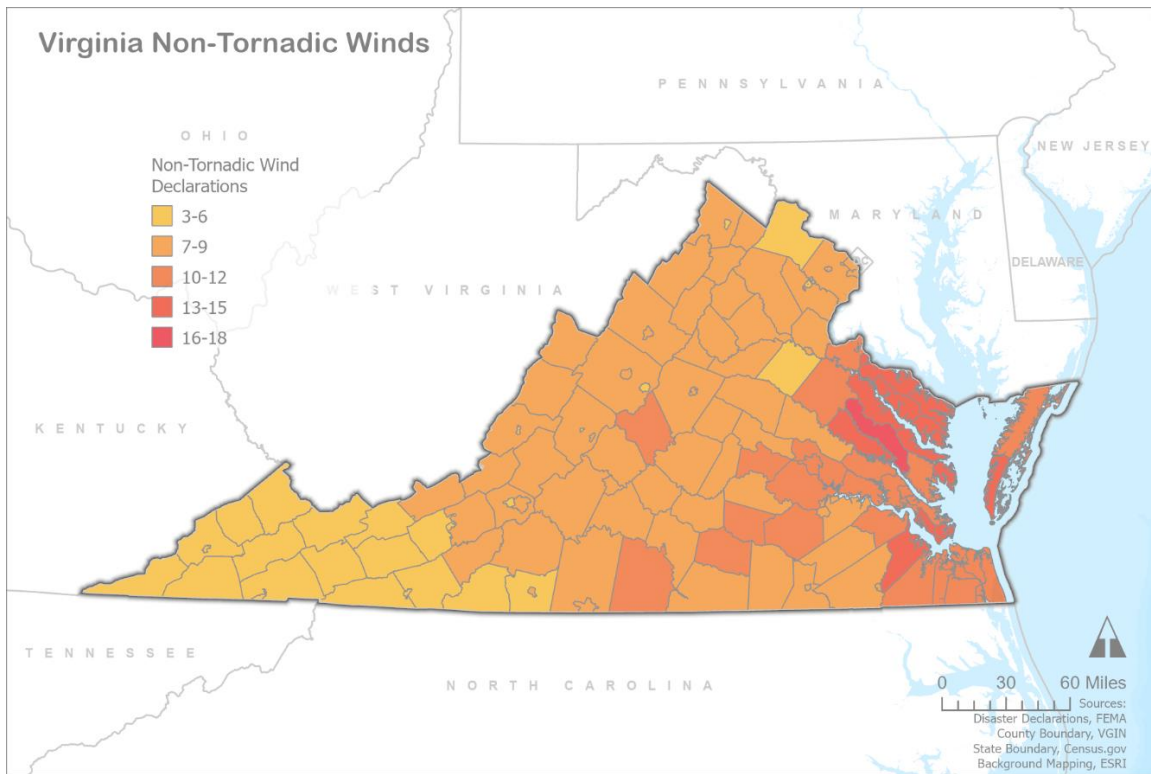 Virginia Non-Tornadic Winds
PENNSYLVANIA
OHIO
NEW JERSEY
Non-Tornadic Wind
Declarations
3-6
7-9
10-12
13-15
16-18
MARYLAND
DC
DELAWARE
WEST VIRGINIA
KENTUCKY
TENNESSEE
NORTH CAROLINA
0 30 60 Miles
Sources:
Disaster Declarations, FEMA
County Boundary, VGIN
State Boundary, Census.gov
Background Mapping, ESRI